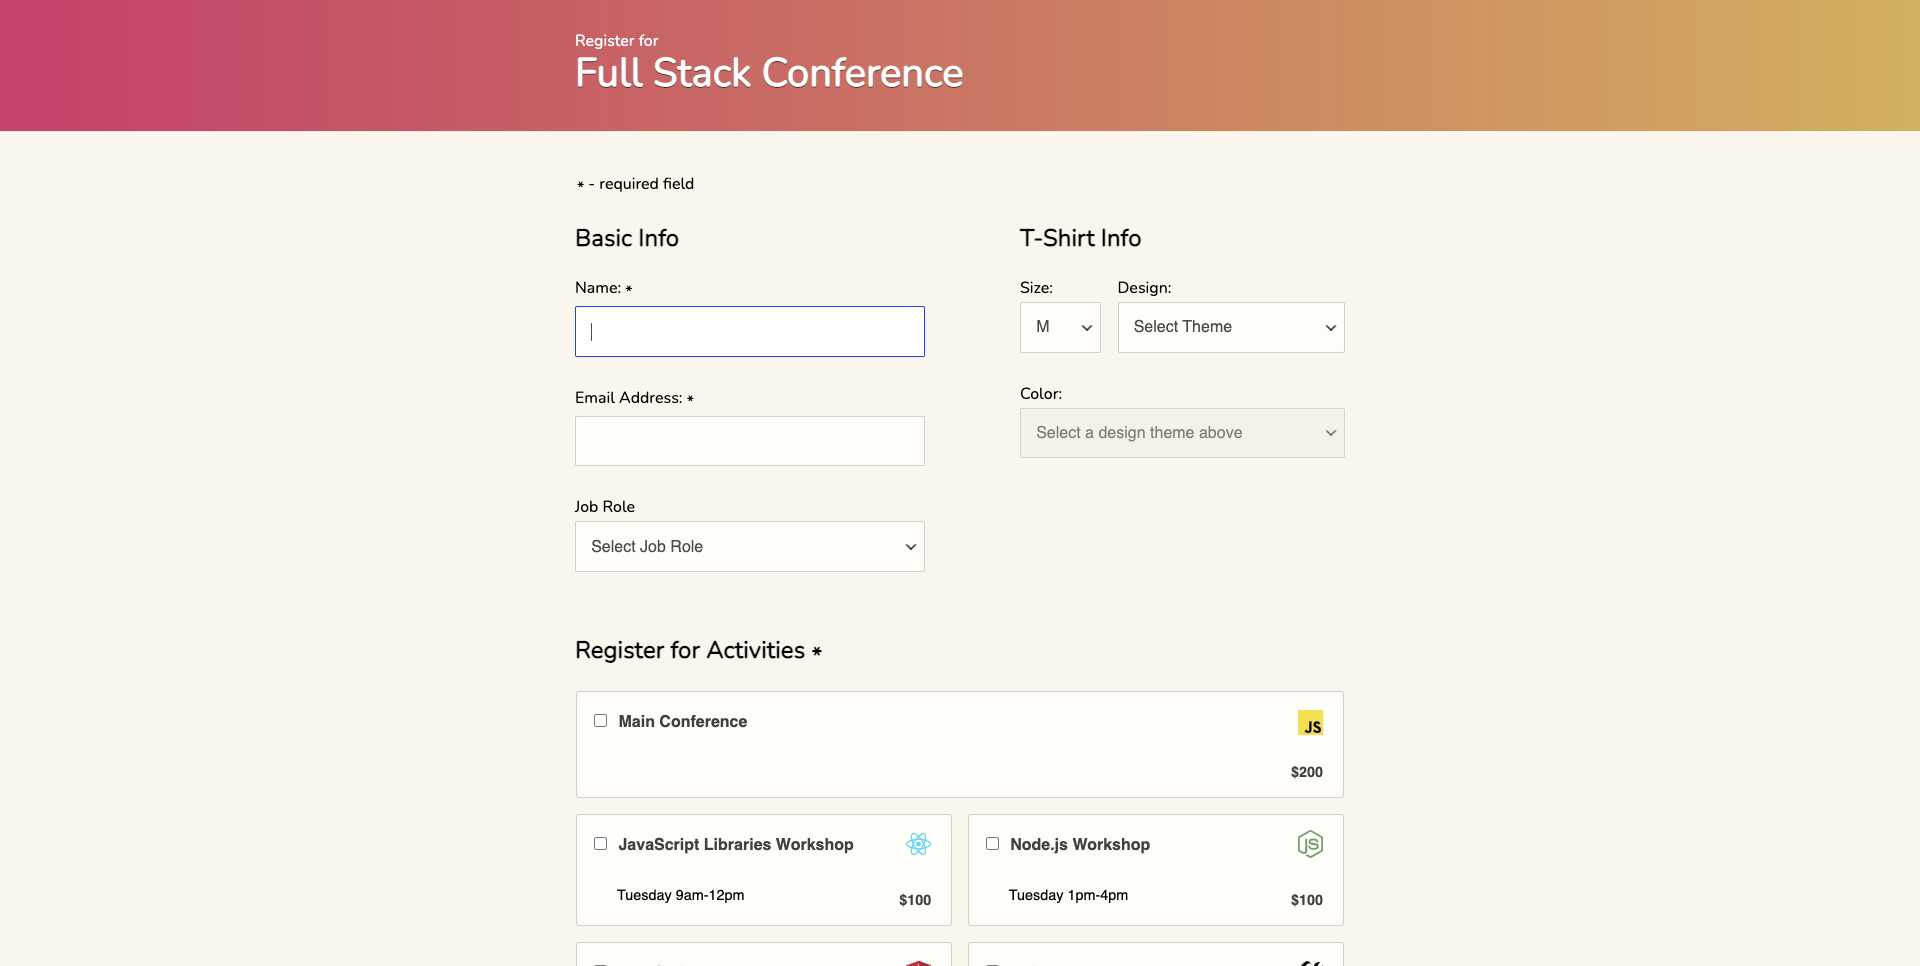 Register for
Full Stack Conference
* - required field
Basic Info
Name: *
Email Address: *
Job Role
Select Job Role
T-Shirt Info
Size:
Design:
M
Select Theme
Color:
Select a design theme above
Register for Activities *
Main Conference
JS
$200
JavaScript Libraries Workshop
Tuesday 9am-12pm
$100
Node.js Workshop
JS
Tuesday 1pm-4pm
$100